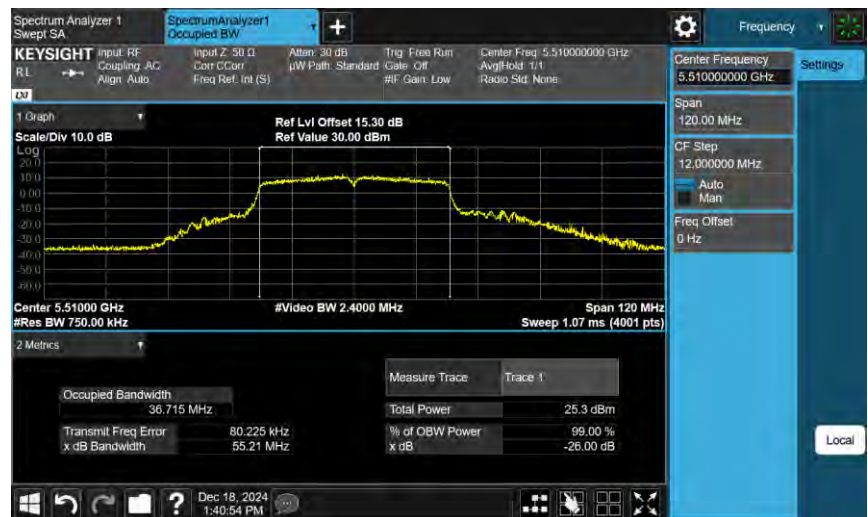 Spectrum Analyzer 1
Swept SA
SpectrumAnalyzer1
Occupied BW
+
Frequency
KEYSIGHT
RL
LXI
Input: RF
Coupling: AC
Align: Auto
Input Z: 50 Ω
Corr CCorr
Freq Ref: Int (S)
Atten: 30 dB
µW Path: Standard
Trig: Free Run
Gate: Off
#IF Gain: Low
Center Freq: 5.510000000 GHz
Avg|Hold: 1/1
Radio Std: None
Center Frequency
5.510000000 GHz
Settings
Span
120.00 MHz
CF Step
12.000000 MHz
Auto
Man
Freq Offset
0 Hz
1 Graph
Scale/Div 10.0 dB
Ref Lvl Offset 15.30 dB
Ref Value 30.00 dBm
Log
20.0
10.0
0.00
-10.0
-20.0
-30.0
-40.0
-50.0
-60.0
Center 5.51000 GHz
#Res BW 750.00 kHz
#Video BW 2.4000 MHz
Span 120 MHz
Sweep 1.07 ms (4001 pts)
2 Metrics
Measure Trace Trace 1
Occupied Bandwidth
36.715 MHz
Total Power 25.3 dBm
Transmit Freq Error 80.225 kHz
% of OBW Power 99.00 %
x dB Bandwidth 55.21 MHz
x dB -26.00 dB
Local
?
Dec 18, 2024
1:40:54 PM